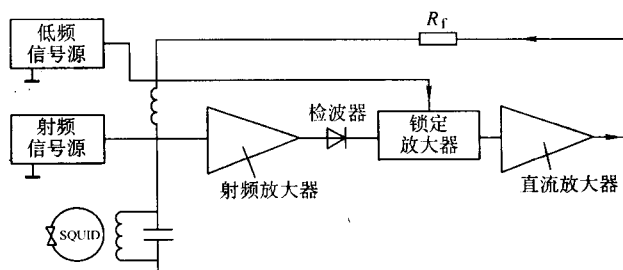 低频
信号源
R_f
射频
信号源
检波器
锁定
放大器
射频放大器
直流放大器
SQUID